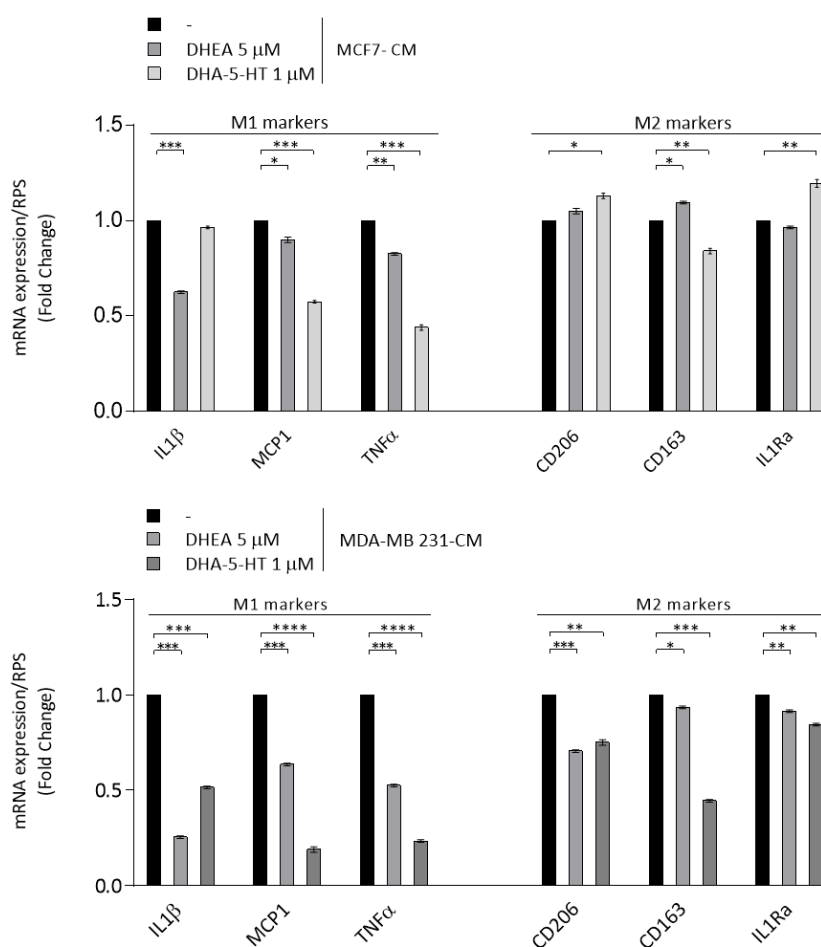 -
DHEA 5 µM
DHA-5-HT 1 µM
MCF7- CM
M1 markers
M2 markers
*** *** *** * ** **
* ** *
mRNA expression/RPS
(Fold Change)
1.5
1.0
0.5
0.0
IL1β
MCP1
TNFα
CD206
CD163
IL1Ra
-
DHEA 5 µM
DHA-5-HT 1 µM
MDA-MB 231-CM
M1 markers
M2 markers
*** **** **** ** *** **
*** *** *** *** * **
mRNA expression/RPS
(Fold Change)
1.5
1.0
0.5
0.0
IL1β
MCP1
TNFα
CD206
CD163
IL1Ra